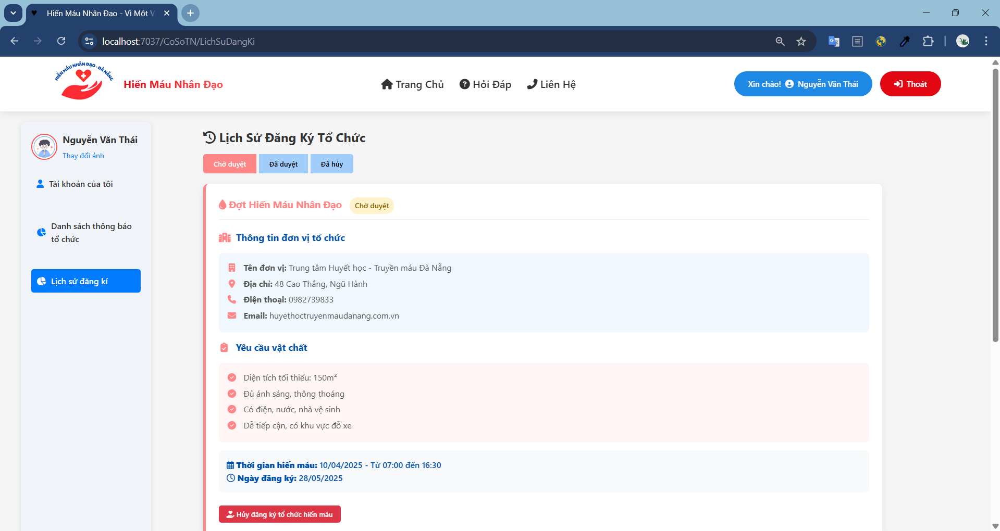 Hiến Máu Nhân Đạo - Vì Một V
localhost:7037/CoSoTN/LichSuDangKi
HIẾN MÁU NHÂN ĐẠO - ĐÀ NẴNG
Hiến Máu Nhân Đạo
Trang Chủ
Hỏi Đáp
Liên Hệ
Xin chào! Nguyễn Văn Thái
Thoát
Nguyễn Văn Thái
Thay đổi ảnh
Tài khoản của tôi
Danh sách thông báo
tổ chức
Lịch sử đăng kí
Lịch Sử Đăng Ký Tổ Chức
Chờ duyệt
Đã duyệt
Đã hủy
Đợt Hiến Máu Nhân Đạo
Chờ duyệt
Thông tin đơn vị tổ chức
Tên đơn vị: Trung tâm Huyết học - Truyền máu Đà Nẵng
Địa chỉ: 48 Cao Thắng, Ngũ Hành
Điện thoại: 0982739833
Email: huyethoctruyenmaudanang.com.vn
Yêu cầu vật chất
Diện tích tối thiểu: 150m²
Đủ ánh sáng, thông thoáng
Có điện, nước, nhà vệ sinh
Dễ tiếp cận, có khu vực đỗ xe
Thời gian hiến máu: 10/04/2025 - Từ 07:00 đến 16:30
Ngày đăng ký: 28/05/2025
Hủy đăng ký tổ chức hiến máu